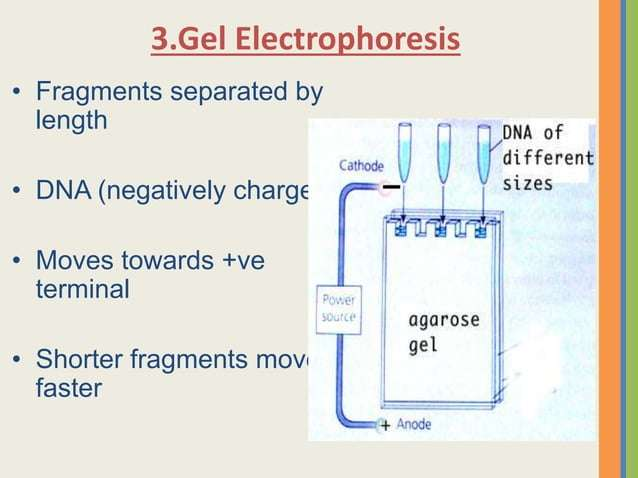 3.Gel Electrophoresis
• Fragments separated by
length
• DNA (negatively charge
• Moves towards +ve
terminal
• Shorter fragments move
faster
DNA of
different
sizes
Cathode
−
Power
source
agarose
gel
+ Anode